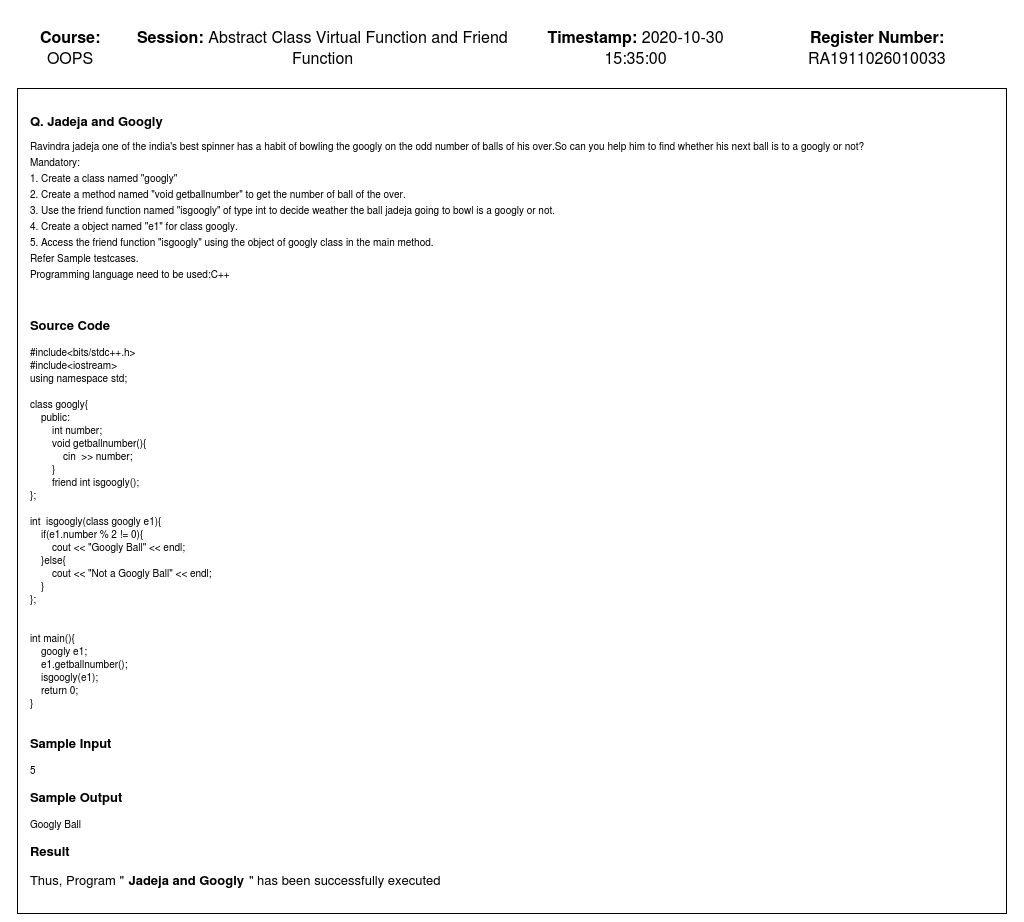 Course: OOPS
Session: Abstract Class Virtual Function and Friend Function
Timestamp: 2020-10-30 15:35:00
Register Number: RA1911026010033
Q. Jadeja and Googly
Ravindra jadeja one of the india's best spinner has a habit of bowling the googly on the odd number of balls of his over.So can you help him to find whether his next ball is to a googly or not?
Mandatory:
1. Create a class named "googly"
2. Create a method named "void getballnumber" to get the number of ball of the over.
3. Use the friend function named "isgoogly" of type int to decide weather the ball jadeja going to bowl is a googly or not.
4. Create a object named "e1" for class googly.
5. Access the friend function "isgoogly" using the object of googly class in the main method.
Refer Sample testcases.
Programming language need to be used:C++
Source Code
#include<bits/stdc++.h>
#include<iostream>
using namespace std;
class googly{
public:
int number;
void getballnumber(){
cin  >> number;
}
friend int isgoogly();
};
int  isgoogly(class googly e1){
if(e1.number % 2 != 0){
cout << "Googly Ball" << endl;
}else{
cout << "Not a Googly Ball" << endl;
}
};
int main(){
googly e1;
e1.getballnumber();
isgoogly(e1);
return 0;
}
Sample Input
5
Sample Output
Googly Ball
Result
Thus, Program " Jadeja and Googly " has been successfully executed